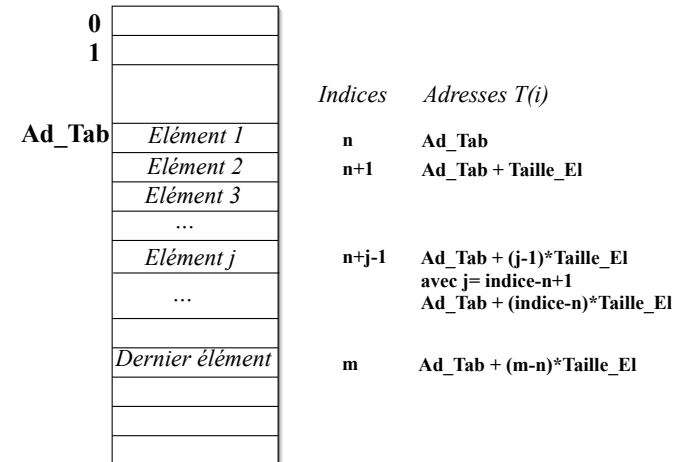 0
1
Indices Adresses T(i)
Ad_Tab Elément 1 n Ad_Tab
Elément 2 n+1 Ad_Tab + Taille_El
Elément 3
...
Elément j n+j-1 Ad_Tab + (j-1)*Taille_El
avec j= indice-n+1
... Ad_Tab + (indice-n)*Taille_El
Dernier élément m Ad_Tab + (m-n)*Taille_El